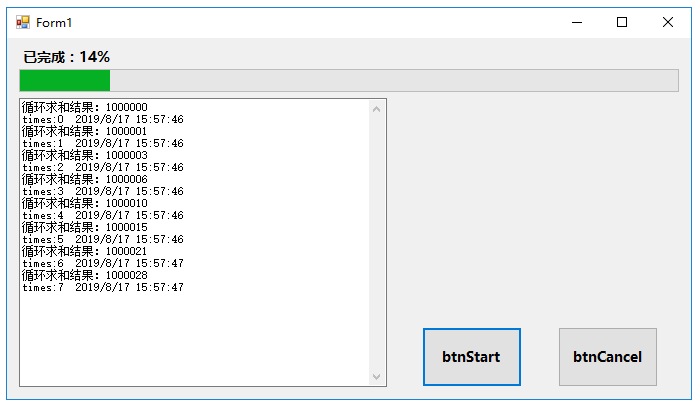 Form1
已完成：14%
循环求和结果：1000000
times:0  2019/8/17 15:57:46
循环求和结果：1000001
times:1  2019/8/17 15:57:46
循环求和结果：1000003
times:2  2019/8/17 15:57:46
循环求和结果：1000006
times:3  2019/8/17 15:57:46
循环求和结果：1000010
times:4  2019/8/17 15:57:46
循环求和结果：1000015
times:5  2019/8/17 15:57:46
循环求和结果：1000021
times:6  2019/8/17 15:57:47
循环求和结果：1000028
times:7  2019/8/17 15:57:47
btnStart
btnCancel